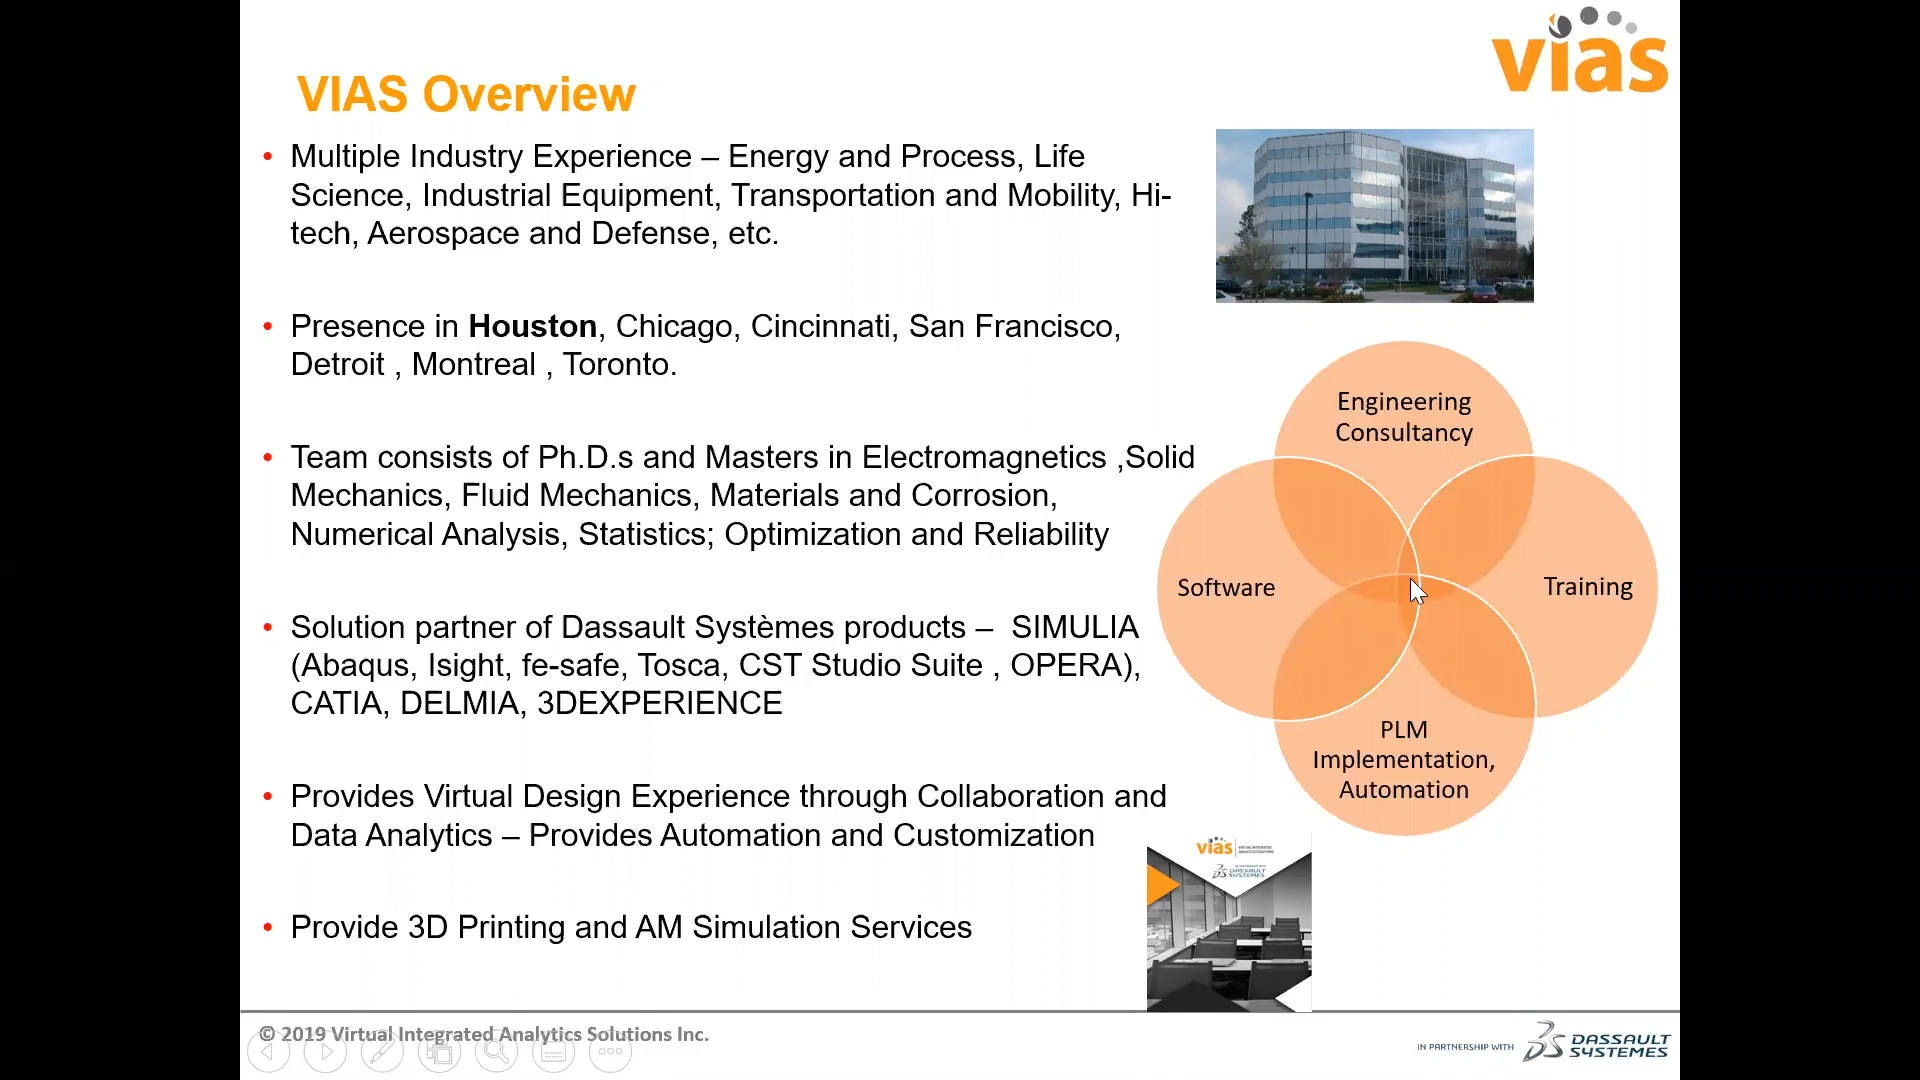 vias
VIAS Overview
• Multiple Industry Experience – Energy and Process, Life
Science, Industrial Equipment, Transportation and Mobility, Hi-
tech, Aerospace and Defense, etc.
• Presence in Houston, Chicago, Cincinnati, San Francisco,
Detroit , Montreal , Toronto.
• Team consists of Ph.D.s and Masters in Electromagnetics ,Solid
Mechanics, Fluid Mechanics, Materials and Corrosion,
Numerical Analysis, Statistics; Optimization and Reliability
• Solution partner of Dassault Systèmes products – SIMULIA
(Abaqus, Isight, fe-safe, Tosca, CST Studio Suite , OPERA),
CATIA, DELMIA, 3DEXPERIENCE
• Provides Virtual Design Experience through Collaboration and
Data Analytics – Provides Automation and Customization
• Provide 3D Printing and AM Simulation Services
Engineering
Consultancy
Software
Training
PLM
Implementation,
Automation
vias
DASSAULT
SYSTEMES
© 2019 Virtual Integrated Analytics Solutions Inc.
IN PARTNERSHIP WITH
DASSAULT
SYSTEMES